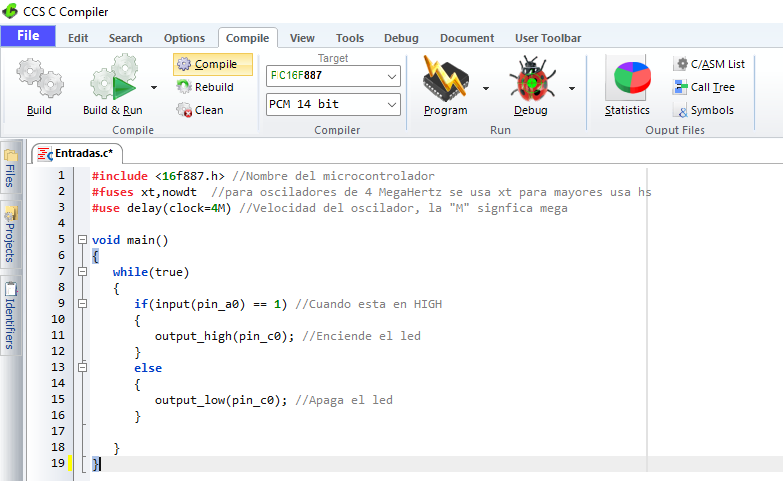 CCS C Compiler
File Edit Search Options Compile View Tools Debug Document User Toolbar
Build
Build & Run
Compile
Rebuild
Clean
Compile
Target
PIC16F887
PCM 14 bit
Compiler
Program
Debug
Run
Statistics
C/ASM List
Call Tree
Symbols
Ouput Files
Files
Projects
Identifiers
Entradas.c*
1 #include <16f887.h> //Nombre del microcontrolador
2 #fuses xt,nowdt //para osciladores de 4 MegaHertz se usa xt para mayores usa hs
3 #use delay(clock=4M) //Velocidad del oscilador, la "M" signfica mega
4
5 void main()
6 {
7 while(true)
8 {
9 if(input(pin_a0) == 1) //Cuando esta en HIGH
10 {
11 output_high(pin_c0); //Enciende el led
12 }
13 else
14 {
15 output_low(pin_c0); //Apaga el led
16 }
17
18 }
19 }